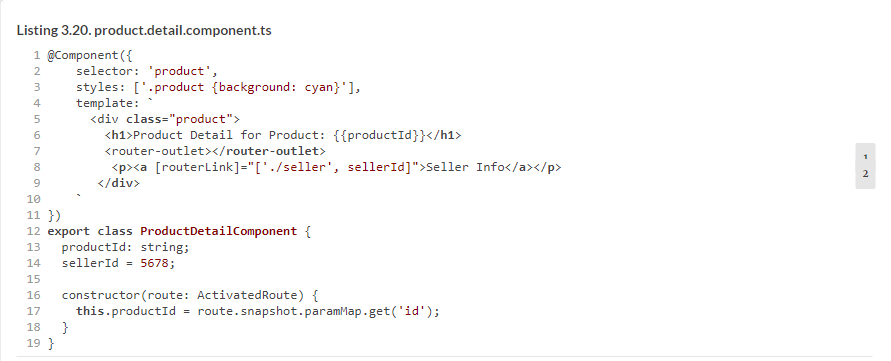 Listing 3.20. product.detail.component.ts
1 @Component({
2     selector: 'product',
3     styles: ['.product {background: cyan}'],
4     template: `
5       <div class="product">
6         <h1>Product Detail for Product: {{productId}}</h1>
7         <router-outlet></router-outlet>
8          <p><a [routerLink]="['./seller', sellerId]">Seller Info</a></p>
9        </div>
10     `
11 })
12 export class ProductDetailComponent {
13   productId: string;
14   sellerId = 5678;
15
16   constructor(route: ActivatedRoute) {
17     this.productId = route.snapshot.paramMap.get('id');
18   }
19 }
1
2